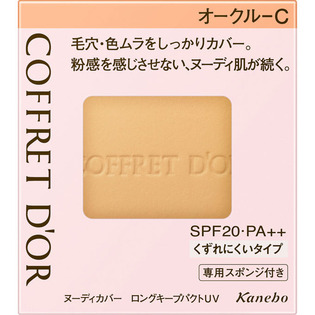 オークルーC
毛穴・色ムラをしっかりカバー。
粉感を感じさせない、ヌーディ肌が続く。
COFFRET D'OR
COFFRET D'OR
SPF20・PA++
くずれにくいタイプ
専用スポンジ付き
ヌーディカバー ロングキープパクトUV
Kanebo